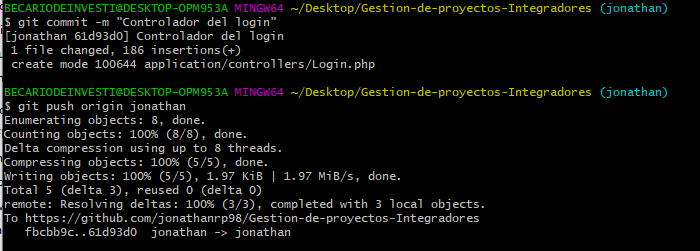 BECARIODEINVESTI@DESKTOP-OPM953A MINGW64 ~/Desktop/Gestion-de-proyectos-Integradores (jonathan)
$ git commit -m "Controlador del login"
[jonathan 61d93d0] Controlador del login
 1 file changed, 186 insertions(+)
 create mode 100644 application/controllers/Login.php

BECARIODEINVESTI@DESKTOP-OPM953A MINGW64 ~/Desktop/Gestion-de-proyectos-Integradores (jonathan)
$ git push origin jonathan
Enumerating objects: 8, done.
Counting objects: 100% (8/8), done.
Delta compression using up to 8 threads.
Compressing objects: 100% (5/5), done.
Writing objects: 100% (5/5), 1.97 KiB | 1.97 MiB/s, done.
Total 5 (delta 3), reused 0 (delta 0)
remote: Resolving deltas: 100% (3/3), completed with 3 local objects.
To https://github.com/jonathanrp98/Gestion-de-proyectos-Integradores
   fbcbb9c..61d93d0  jonathan -> jonathan